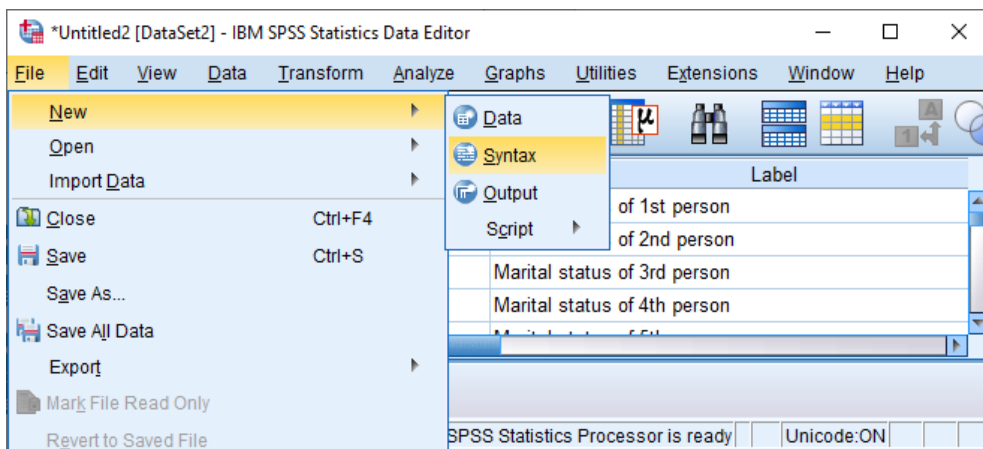 *Untitled2 [DataSet2] - IBM SPSS Statistics Data Editor
File Edit View Data Transform Analyze Graphs Utilities Extensions Window Help
New
Open
Import Data
Close Ctrl+F4
Save Ctrl+S
Save As...
Save All Data
Export
Mark File Read Only
Revert to Saved File
Data
Syntax
Output
Script
μ
A
1
Label
of 1st person
of 2nd person
Marital status of 3rd person
Marital status of 4th person
SPSS Statistics Processor is ready Unicode:ON